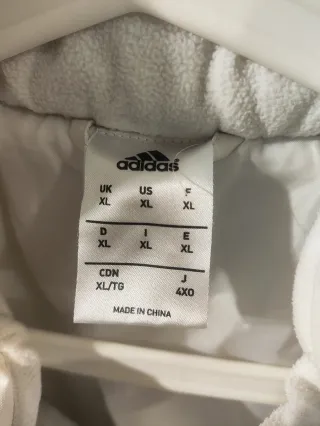 adidas®
UK US F
XL XL XL
D I E
XL XL XL
CDN J
XL/TG 4XO
MADE IN CHINA